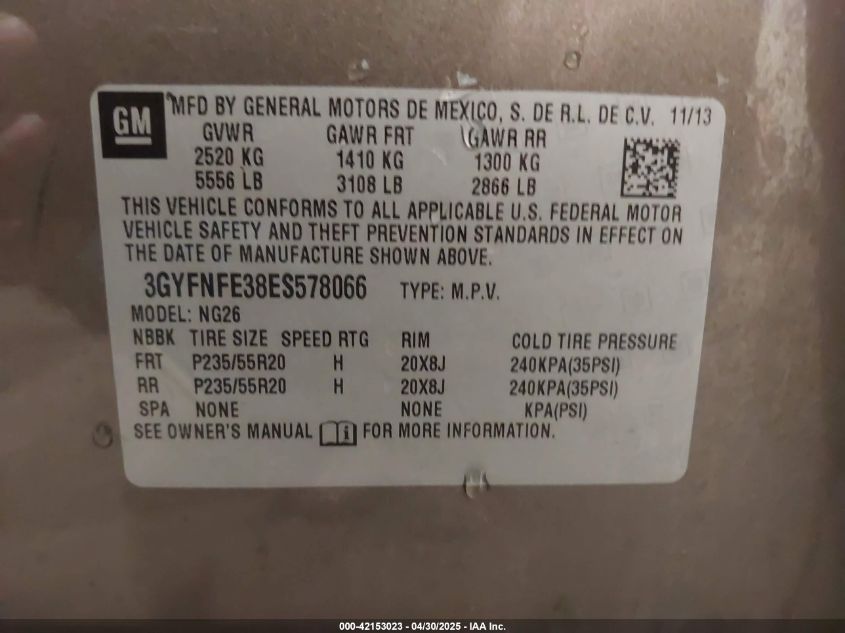 GM
MFD BY GENERAL MOTORS DE MEXICO, S. DE R.L. DE C.V. 11/13
GVWR GAWR FRT GAWR RR
2520 KG 1410 KG 1300 KG
5556 LB 3108 LB 2866 LB
THIS VEHICLE CONFORMS TO ALL APPLICABLE U.S. FEDERAL MOTOR
VEHICLE SAFETY AND THEFT PREVENTION STANDARDS IN EFFECT ON
THE DATE OF MANUFACTURE SHOWN ABOVE.
3GYFNFE38ES578066 TYPE: M.P.V.
MODEL: NG26
NBBK TIRE SIZE SPEED RTG RIM COLD TIRE PRESSURE
FRT P235/55R20 H 20X8J 240KPA(35PSI)
RR P235/55R20 H 20X8J 240KPA(35PSI)
SPA NONE NONE KPA(PSI)
SEE OWNER'S MANUAL FOR MORE INFORMATION.
000-42153023 - 04/30/2025 - IAA Inc.